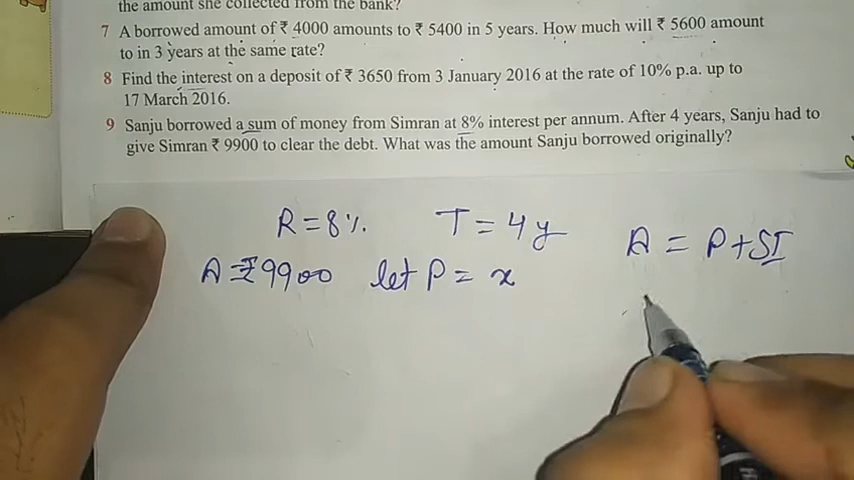 the amount she collected from the bank?
7 A borrowed amount of ₹ 4000 amounts to ₹ 5400 in 5 years. How much will ₹ 5600 amount
to in 3 years at the same rate?
8 Find the interest on a deposit of ₹ 3650 from 3 January 2016 at the rate of 10% p.a. up to
17 March 2016.
9 Sanju borrowed a sum of money from Simran at 8% interest per annum. After 4 years, Sanju had to
give Simran ₹ 9900 to clear the debt. What was the amount Sanju borrowed originally?
R = 8% T = 4y
A = ₹9900 let P = x A = P+SI